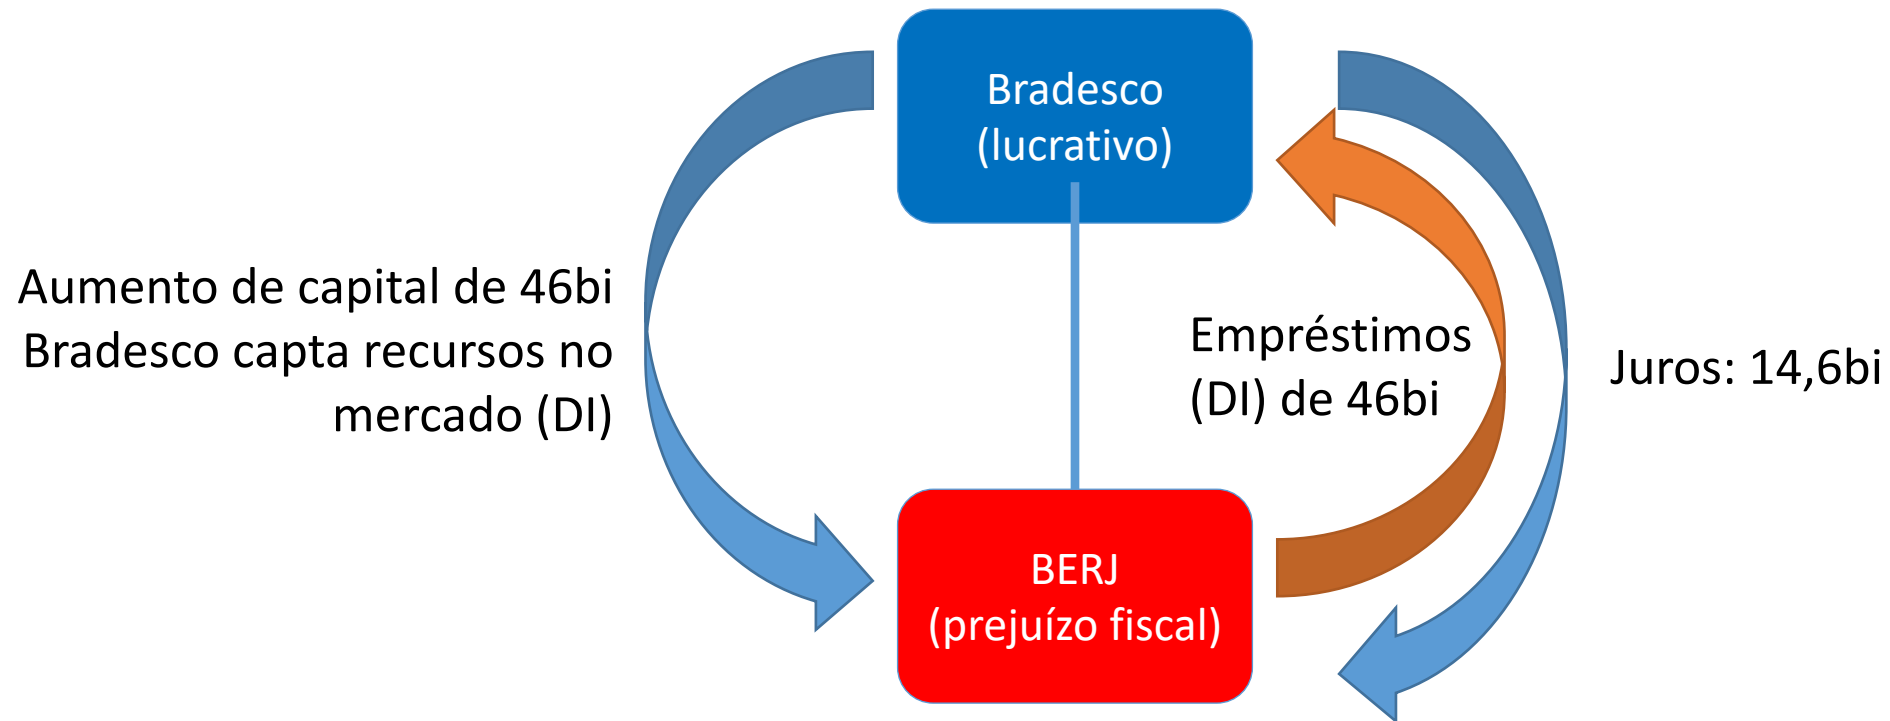 Bradesco
(lucrativo)
Aumento de capital de 46bi
Bradesco capta recursos no
mercado (DI)
Empréstimos
(DI) de 46bi
Juros: 14,6bi
BERJ
(prejuízo fiscal)